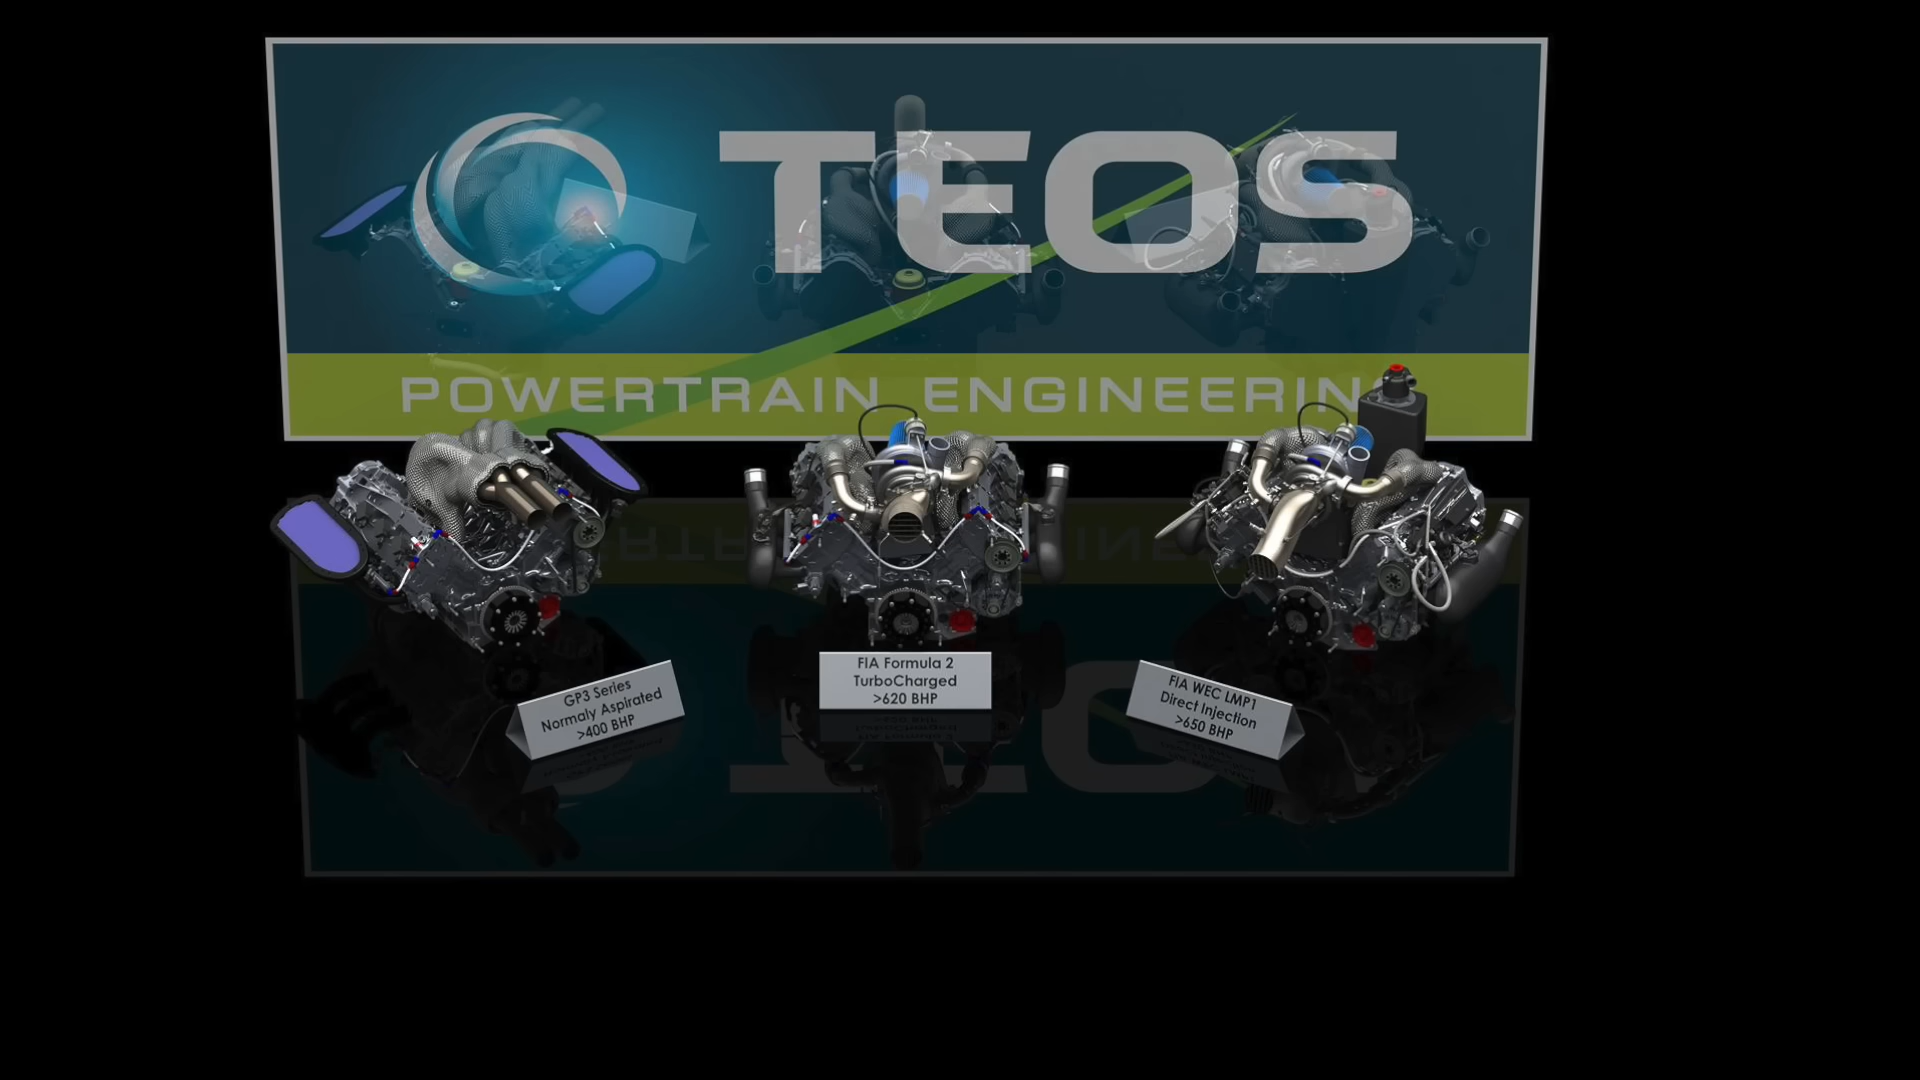 TEOS
POWERTRAIN ENGINEERING
GP3 Series
Normaly Aspirated
>400 BHP
FIA Formula 2
TurboCharged
>620 BHP
FIA WEC LMP1
Direct Injection
>650 BHP